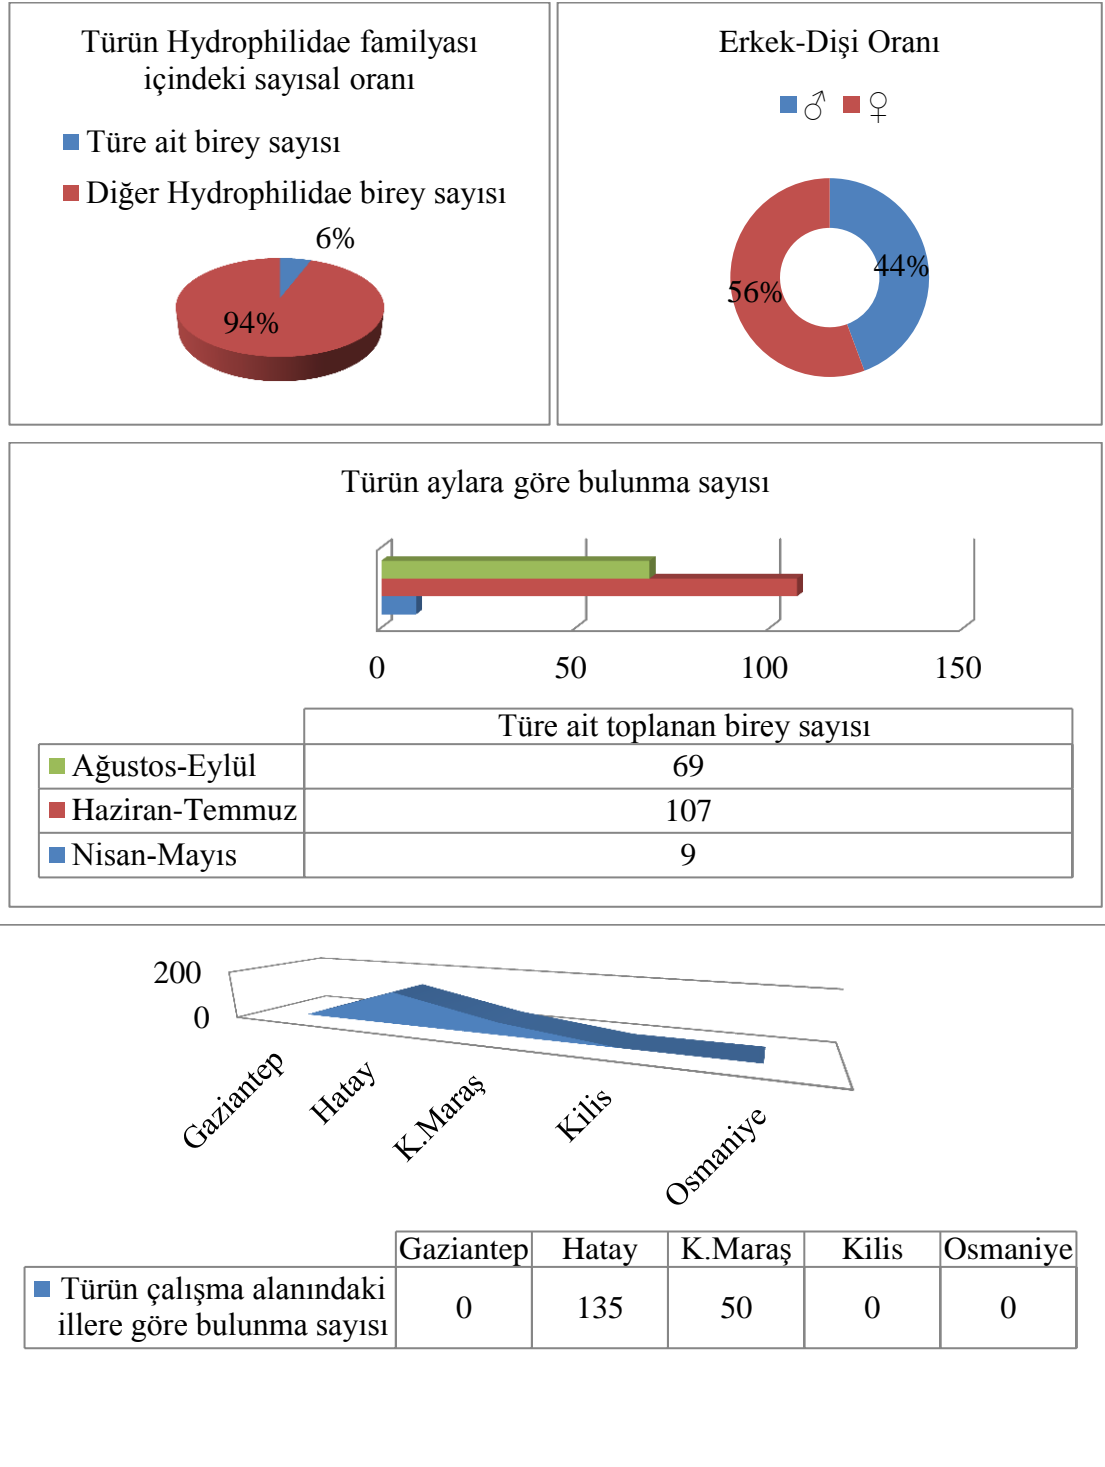 Türün Hydrophilidae familyası
içindeki sayısal oranı
Türe ait birey sayısı
Diğer Hydrophilidae birey sayısı
6%
94%
Erkek-Dişi Oranı
♂ ♀
44%
56%
Türün aylara göre bulunma sayısı
0 50 100 150
Türe ait toplanan birey sayısı
Ağustos-Eylül 69
Haziran-Temmuz 107
Nisan-Mayıs 9
200
0
Gaziantep Hatay K.Maraş Kilis Osmaniye
Gaziantep Hatay K.Maraş Kilis Osmaniye
Türün çalışma alanındaki
illere göre bulunma sayısı 0 135 50 0 0